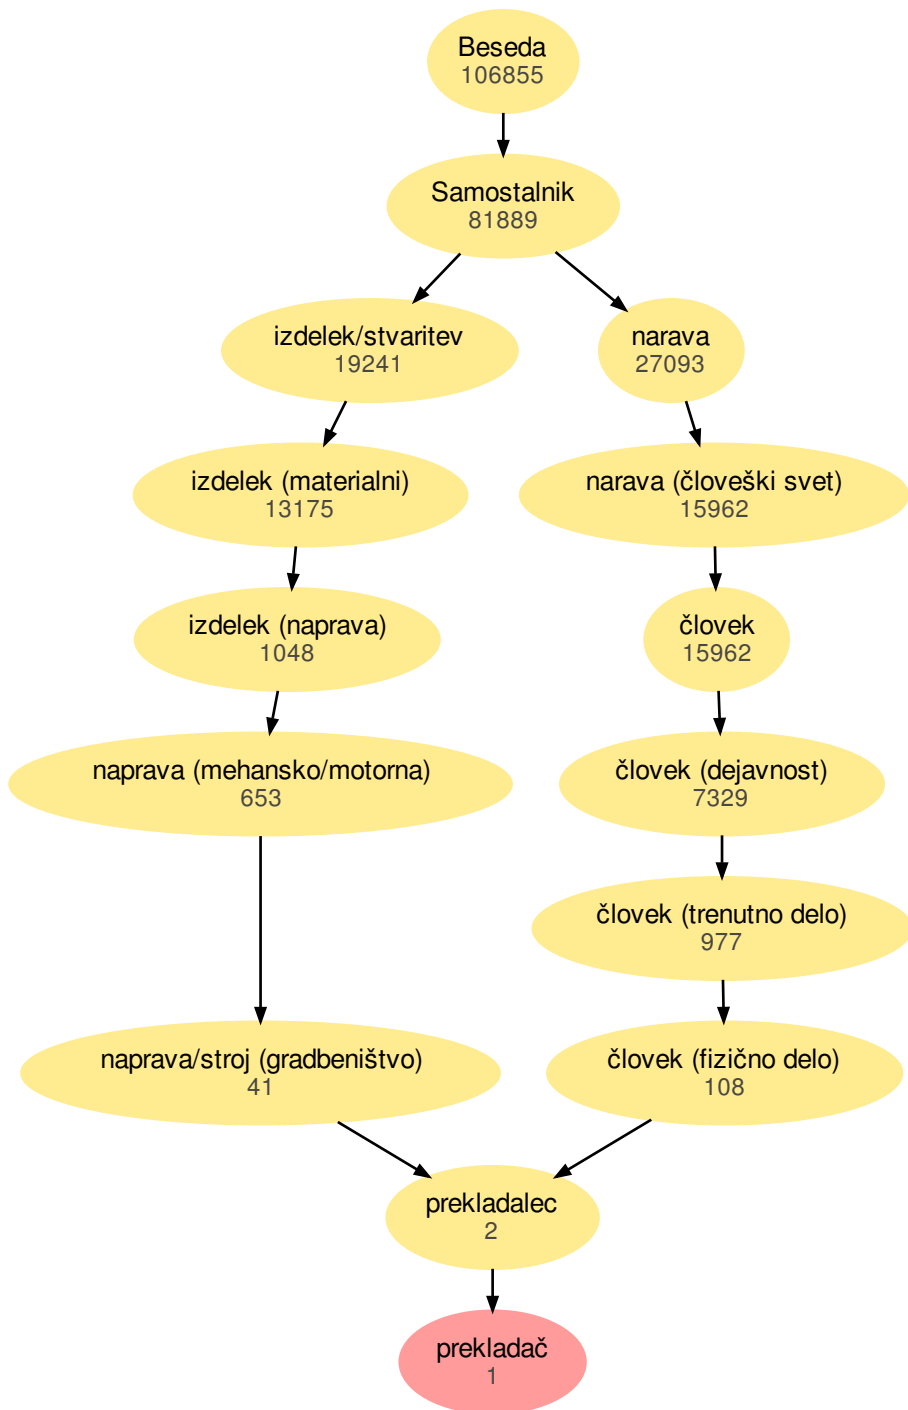 Beseda
106855
Samostalnik
81889
izdelek/stvaritev
19241
narava
27093
izdelek (materialni)
13175
narava (človeški svet)
15962
izdelek (naprava)
1048
človek
15962
naprava (mehansko/motorna)
653
človek (dejavnost)
7329
človek (trenutno delo)
977
naprava/stroj (gradbeništvo)
41
človek (fizično delo)
108
prekladalec
2
prekladač
1